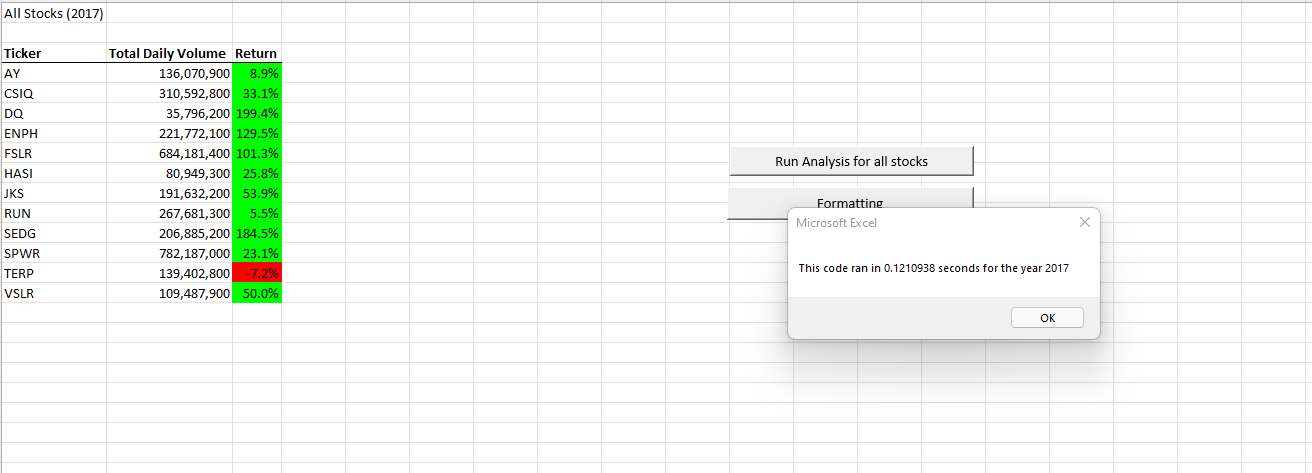 All Stocks (2017)
Ticker Total Daily Volume Return
AY 136,070,900 8.9%
CSIQ 310,592,800 33.1%
DQ 35,796,200 199.4%
ENPH 221,772,100 129.5%
FSLR 684,181,400 101.3%
HASI 80,949,300 25.8%
JKS 191,632,200 53.9%
RUN 267,681,300 5.5%
SEDG 206,885,200 184.5%
SPWR 782,187,000 23.1%
TERP 139,402,800 -7.2%
VSLR 109,487,900 50.0%
Run Analysis for all stocks
Formatting
Microsoft Excel
This code ran in 0.1210938 seconds for the year 2017
OK